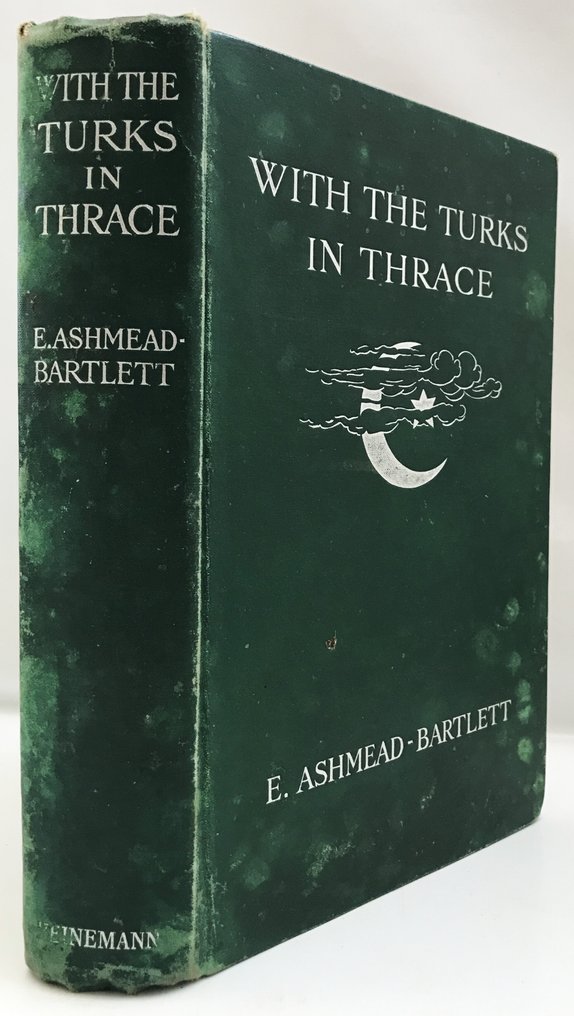 WITH THE
TURKS
IN
THRACE
E. ASHMEAD-
BARTLETT
HEINEMANN
WITH THE TURKS
IN THRACE
E. ASHMEAD-BARTLETT